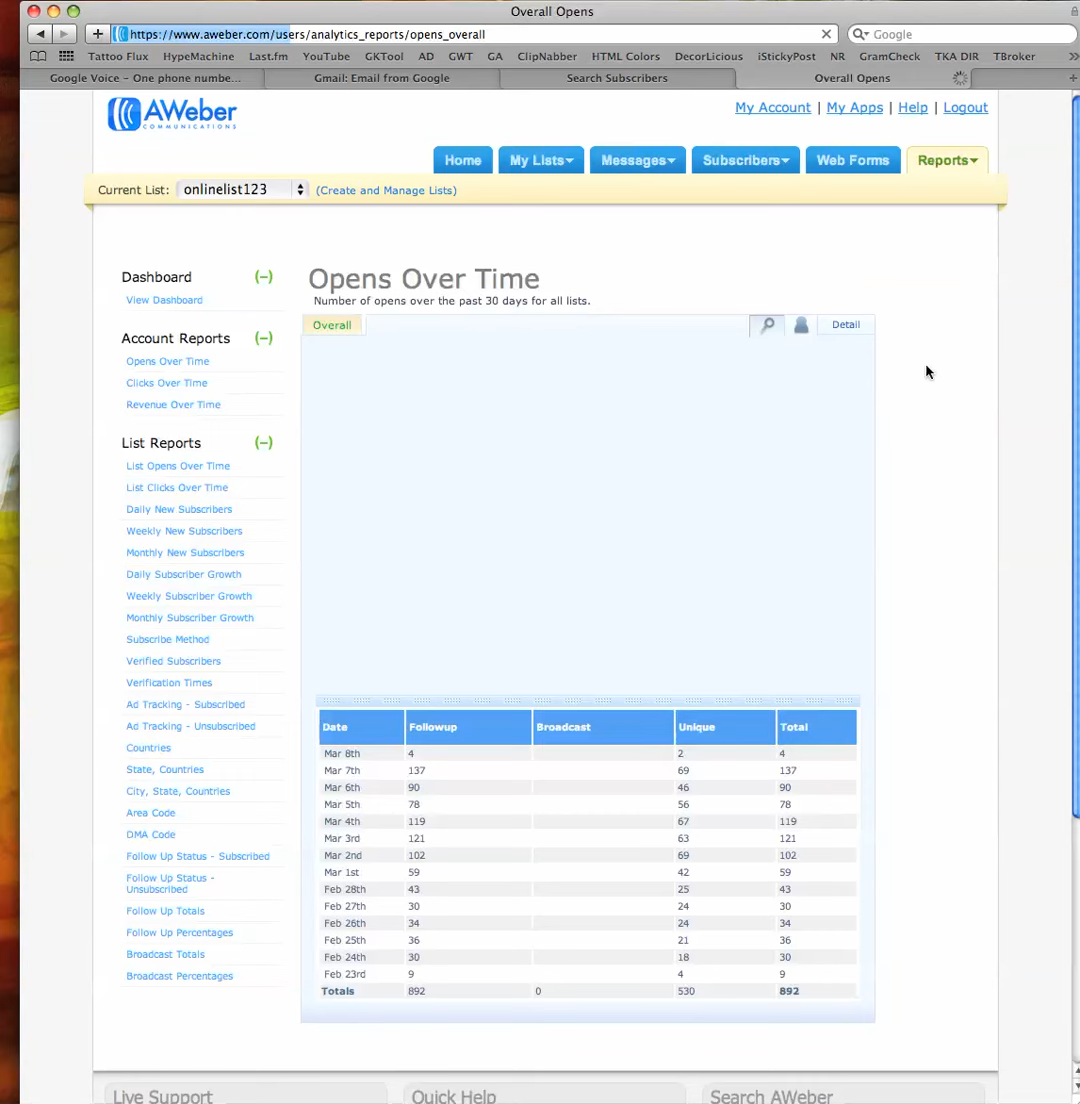 Overall Opens
https://www.aweber.com/users/analytics_reports/opens_overall
Google
Tattoo Flux HypeMachine Last.fm YouTube GKTool AD GWT GA ClipNabber HTML Colors DecorLicious iStickyPost NR GramCheck TKA DIR TBroker
Google Voice - One phone numbe... Gmail: Email from Google Search Subscribers Overall Opens
AWeber
COMMUNICATIONS
My Account | My Apps | Help | Logout
Home My Lists Messages Subscribers Web Forms Reports
Current List: onlinelist123 (Create and Manage Lists)
Dashboard (-)
View Dashboard
Account Reports (-)
Opens Over Time
Clicks Over Time
Revenue Over Time
List Reports (-)
List Opens Over Time
List Clicks Over Time
Daily New Subscribers
Weekly New Subscribers
Monthly New Subscribers
Daily Subscriber Growth
Weekly Subscriber Growth
Monthly Subscriber Growth
Subscribe Method
Verified Subscribers
Verification Times
Ad Tracking - Subscribed
Ad Tracking - Unsubscribed
Countries
State, Countries
City, State, Countries
Area Code
DMA Code
Follow Up Status - Subscribed
Follow Up Status -
Unsubscribed
Follow Up Totals
Follow Up Percentages
Broadcast Totals
Broadcast Percentages
Opens Over Time
Number of opens over the past 30 days for all lists.
Overall Detail
Date Followup Broadcast Unique Total
Mar 8th 4 2 4
Mar 7th 137 69 137
Mar 6th 90 46 90
Mar 5th 78 56 78
Mar 4th 119 67 119
Mar 3rd 121 63 121
Mar 2nd 102 69 102
Mar 1st 59 42 59
Feb 28th 43 25 43
Feb 27th 30 24 30
Feb 26th 34 24 34
Feb 25th 36 21 36
Feb 24th 30 18 30
Feb 23rd 9 4 9
Totals 892 0 530 892
Live Support Quick Help Search AWeber